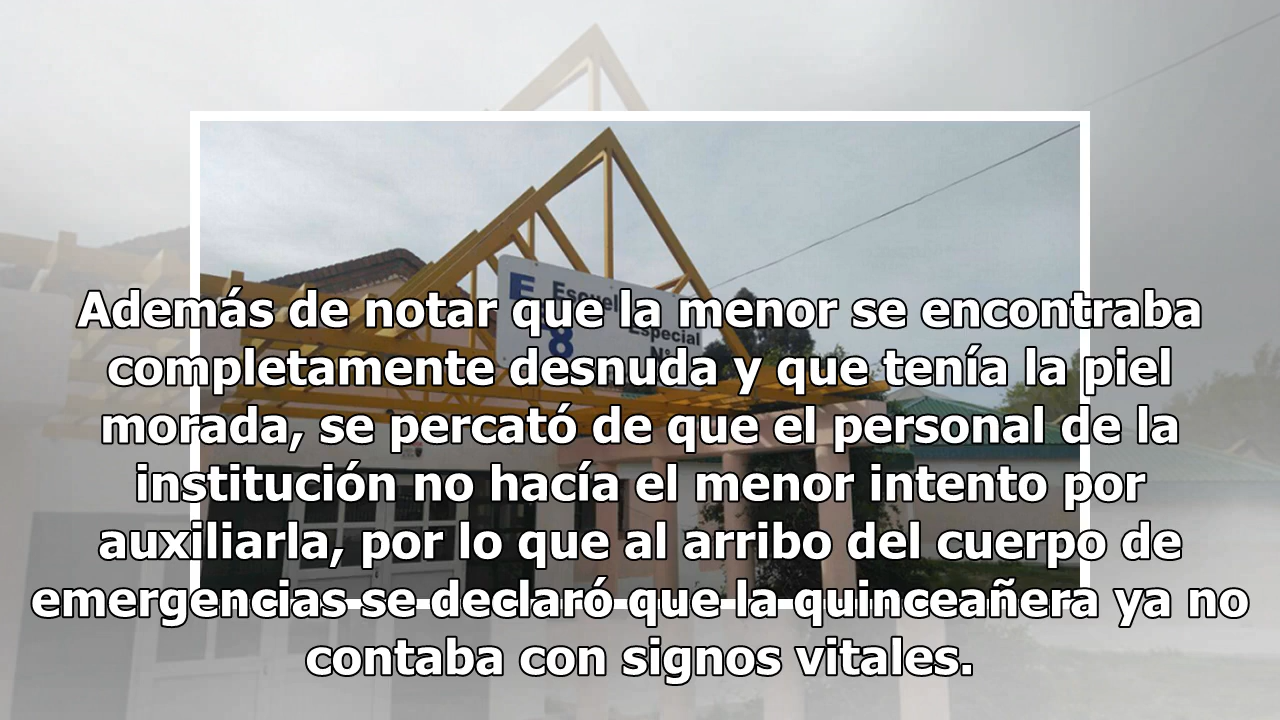 Escuela
Especial
Además de notar que la menor se encontraba
completamente desnuda y que tenía la piel
morada, se percató de que el personal de la
institución no hacía el menor intento por
auxiliarla, por lo que al arribo del cuerpo de
emergencias se declaró que la quinceañera ya no
contaba con signos vitales.